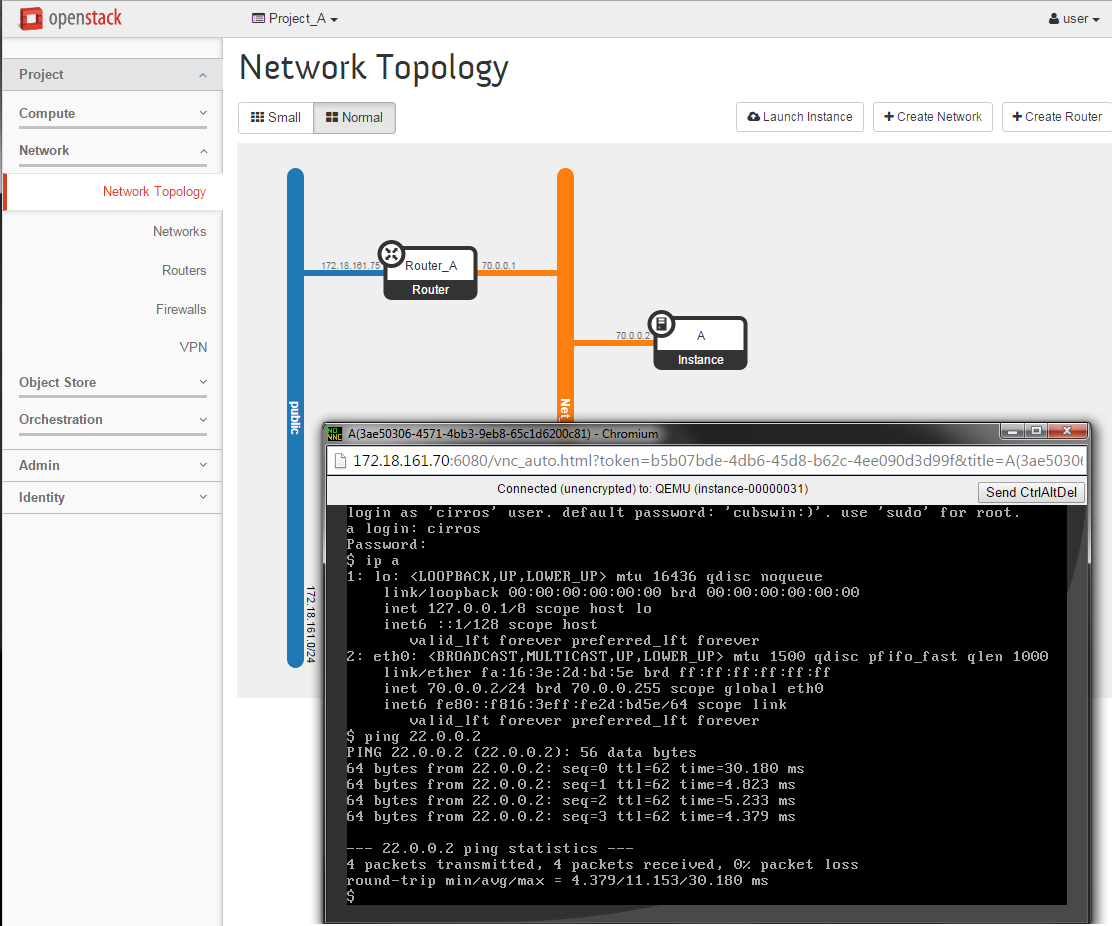 openstack
Project_A
user
Project
Compute
Network
Network Topology
Networks
Routers
Firewalls
VPN
Object Store
Orchestration
Admin
Identity
Network Topology
Small
Normal
Launch Instance
Create Network
Create Router
public
172.18.161.0/24
172.18.161.75
Router_A
Router
70.0.0.1
Net
70.0.0.2
A
Instance
A(3ae50306-4571-4bb3-9eb8-65c1d6200c81) - Chromium
172.18.161.70:6080/vnc_auto.html?token=b5b07bde-4db6-45d8-b62c-4ee090d3d99f&title=A(3ae50306
Connected (unencrypted) to: QEMU (instance-00000031)
Send CtrlAltDel
login as 'cirros' user. default password: 'cubswin:)'. use 'sudo' for root.
a login: cirros
Password:
$ ip a
1: lo: <LOOPBACK,UP,LOWER_UP> mtu 16436 qdisc noqueue
link/loopback 00:00:00:00:00:00 brd 00:00:00:00:00:00
inet 127.0.0.1/8 scope host lo
inet6 ::1/128 scope host
valid_lft forever preferred_lft forever
2: eth0: <BROADCAST,MULTICAST,UP,LOWER_UP> mtu 1500 qdisc pfifo_fast qlen 1000
link/ether fa:16:3e:2d:bd:5e brd ff:ff:ff:ff:ff:ff
inet 70.0.0.2/24 brd 70.0.0.255 scope global eth0
inet6 fe80::f816:3eff:fe2d:bd5e/64 scope link
valid_lft forever preferred_lft forever
$ ping 22.0.0.2
PING 22.0.0.2 (22.0.0.2): 56 data bytes
64 bytes from 22.0.0.2: seq=0 ttl=62 time=30.180 ms
64 bytes from 22.0.0.2: seq=1 ttl=62 time=4.823 ms
64 bytes from 22.0.0.2: seq=2 ttl=62 time=5.233 ms
64 bytes from 22.0.0.2: seq=3 ttl=62 time=4.379 ms
--- 22.0.0.2 ping statistics ---
4 packets transmitted, 4 packets received, 0% packet loss
round-trip min/avg/max = 4.379/11.153/30.180 ms
$